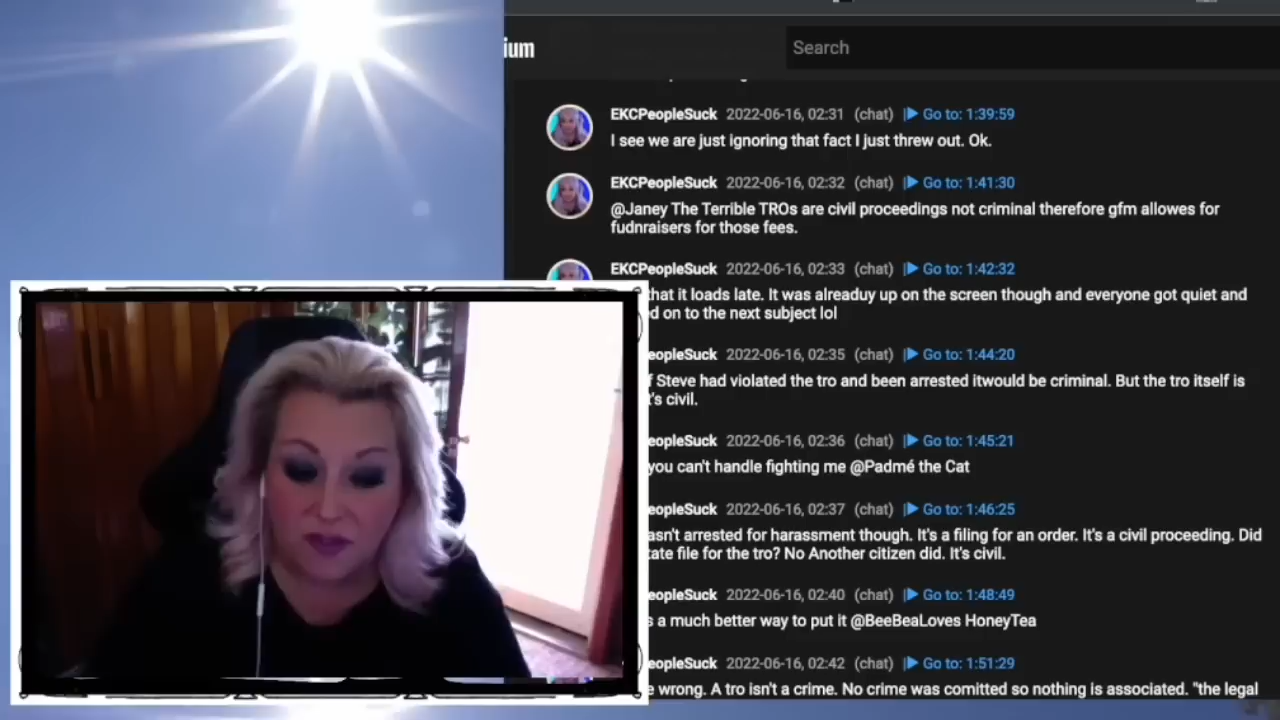 ium
Search
EKCPeopleSuck 2022-06-16, 02:31 (chat) Go to: 1:39:59
I see we are just ignoring that fact I just threw out. Ok.
EKCPeopleSuck 2022-06-16, 02:32 (chat) Go to: 1:41:30
@Janey The Terrible TROs are civil proceedings not criminal therefore gfm allowes for
fudnraisers for those fees.
EKCPeopleSuck 2022-06-16, 02:33 (chat) Go to: 1:42:32
that it loads late. It was alreaduy up on the screen though and everyone got quiet and
d on to the next subject lol
eopleSuck 2022-06-16, 02:35 (chat) Go to: 1:44:20
f Steve had violated the tro and been arrested itwould be criminal. But the tro itself is
t's civil.
eopleSuck 2022-06-16, 02:36 (chat) Go to: 1:45:21
you can't handle fighting me @Padmé the Cat
eopleSuck 2022-06-16, 02:37 (chat) Go to: 1:46:25
asn't arrested for harassment though. It's a filing for an order. It's a civil proceeding. Did
tate file for the tro? No Another citizen did. It's civil.
eopleSuck 2022-06-16, 02:40 (chat) Go to: 1:48:49
s a much better way to put it @BeeBeaLoves HoneyTea
eopleSuck 2022-06-16, 02:42 (chat) Go to: 1:51:29
e wrong. A tro isn't a crime. No crime was comitted so nothing is associated. "the legal